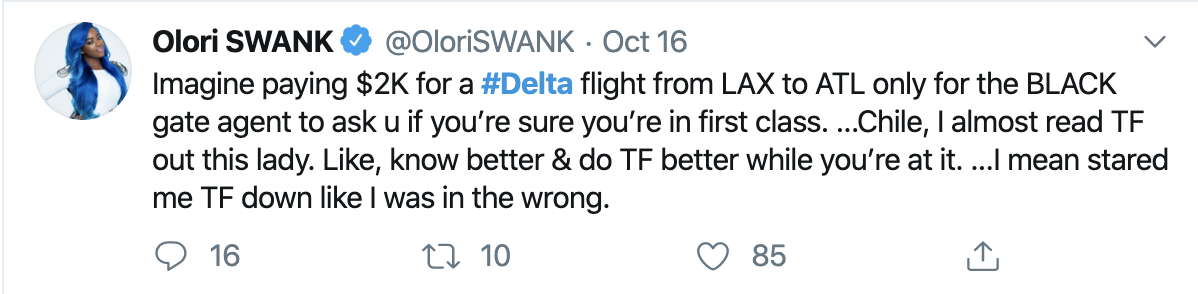 Olori SWANK @OloriSWANK · Oct 16
Imagine paying $2K for a #Delta flight from LAX to ATL only for the BLACK
gate agent to ask u if you’re sure you’re in first class. ...Chile, I almost read TF
out this lady. Like, know better & do TF better while you’re at it. ...I mean stared
me TF down like I was in the wrong.
16 10 85